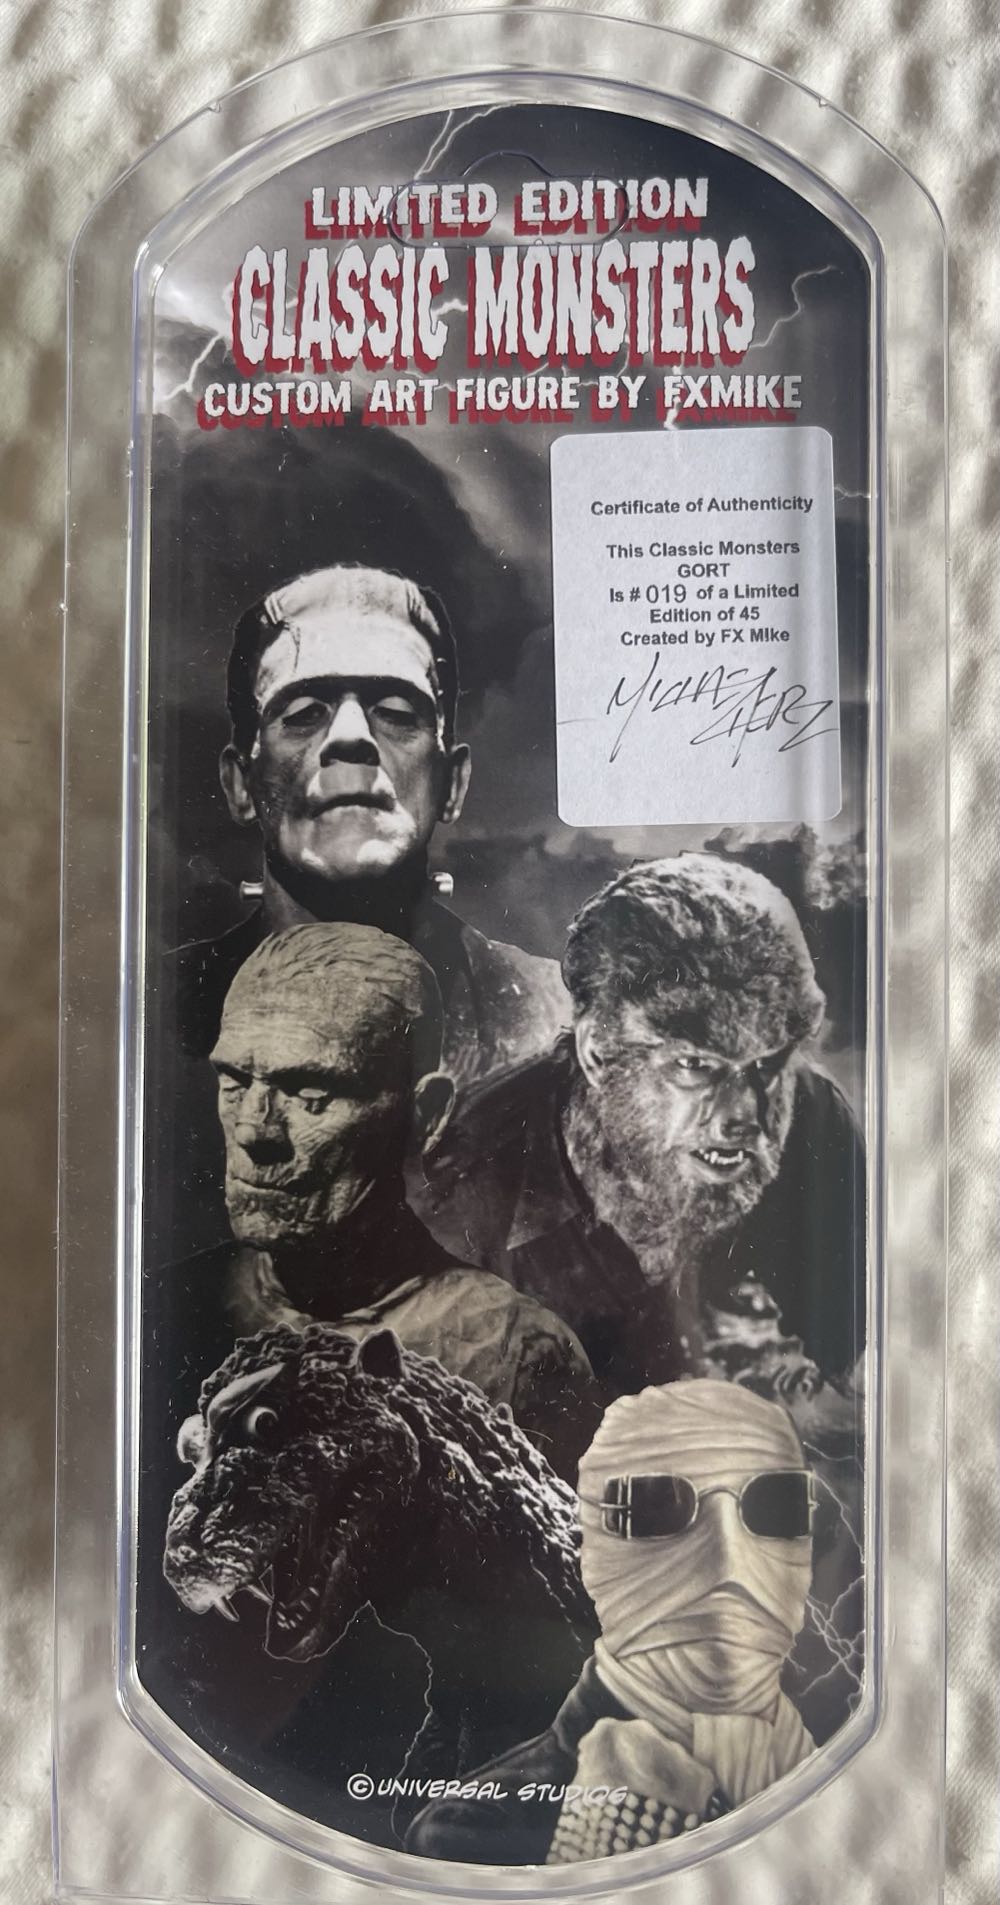 LIMITED EDITION
CLASSIC MONSTERS
CUSTOM ART FIGURE BY FXMIKE
Certificate of Authenticity
This Classic Monsters
GORT
Is # 019 of a Limited
Edition of 45
Created by FX MIke
© UNIVERSAL STUDIOS